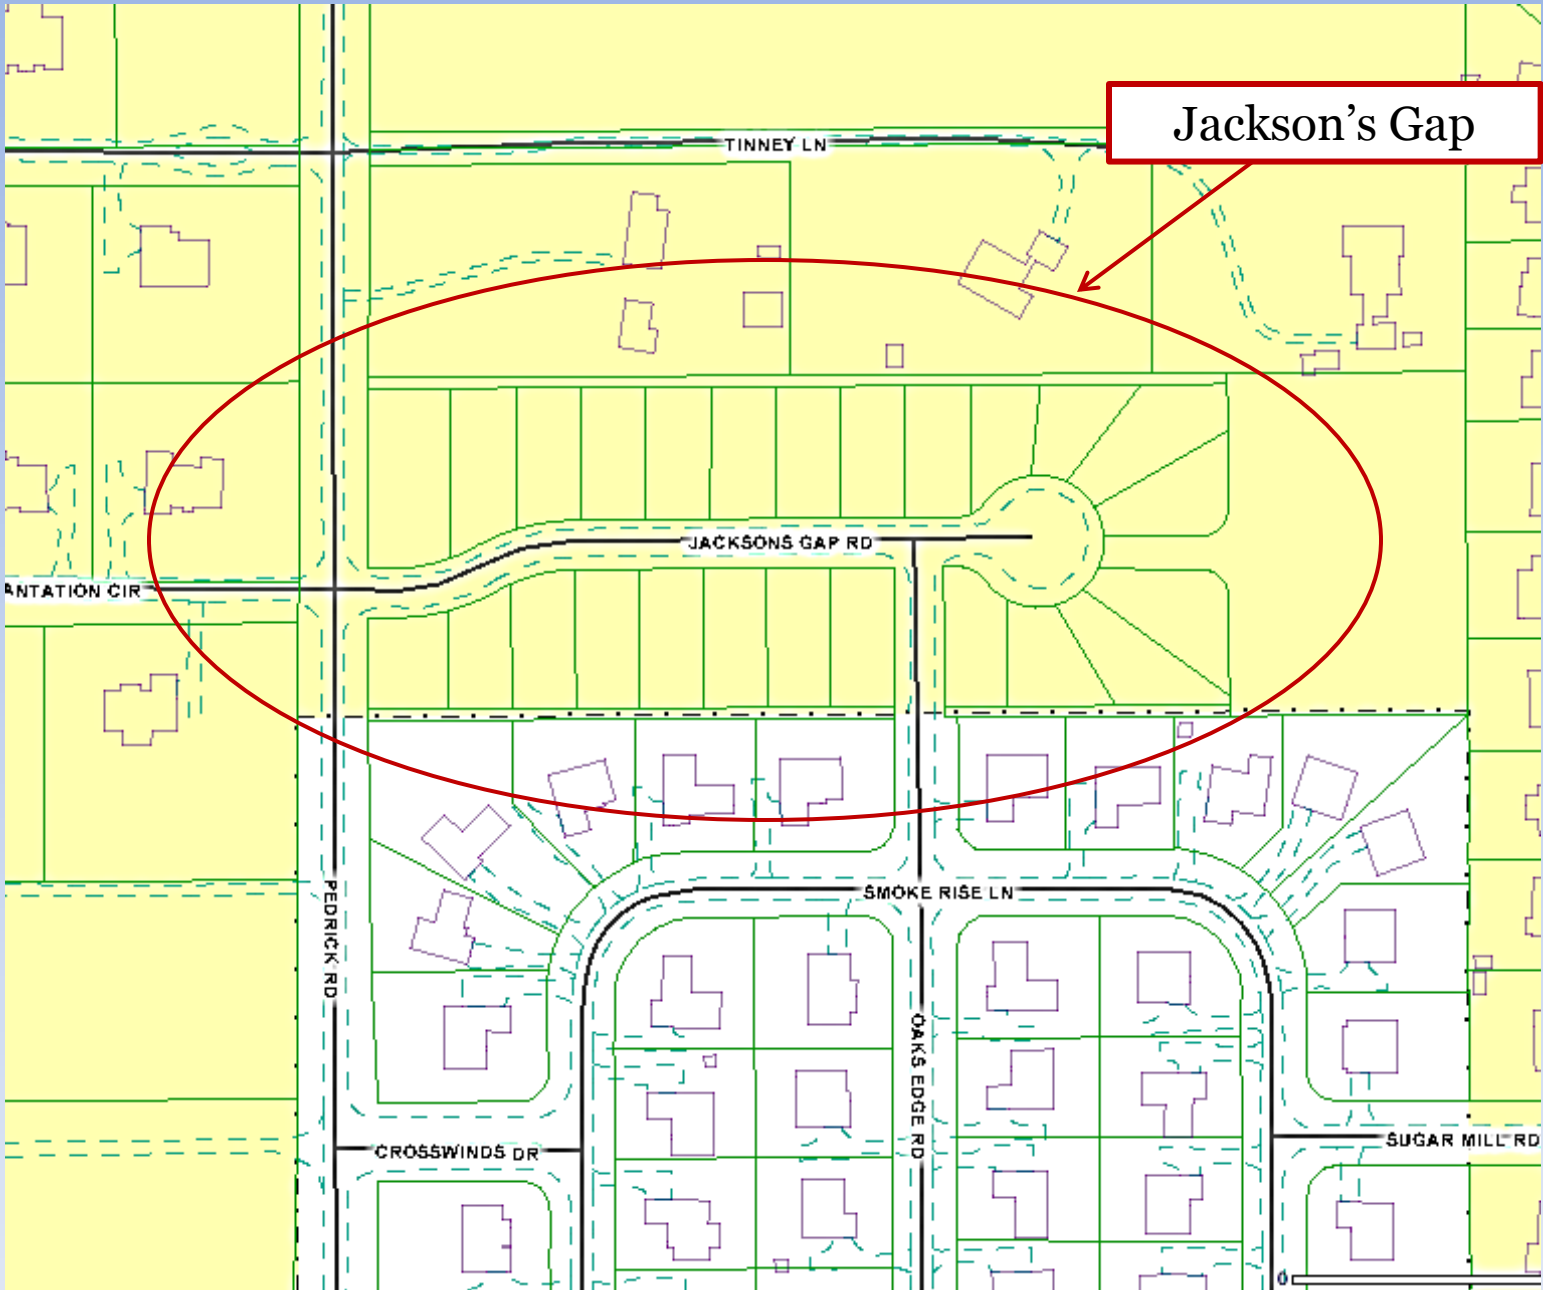 Jackson’s Gap
TINNEY LN
JACKSONS GAP RD
ANTATION CIR
PEDRICK RD
SMOKE RISE LN
OAKS EDGE RD
CROSSWINDS DR
SUGAR MILL RD
0